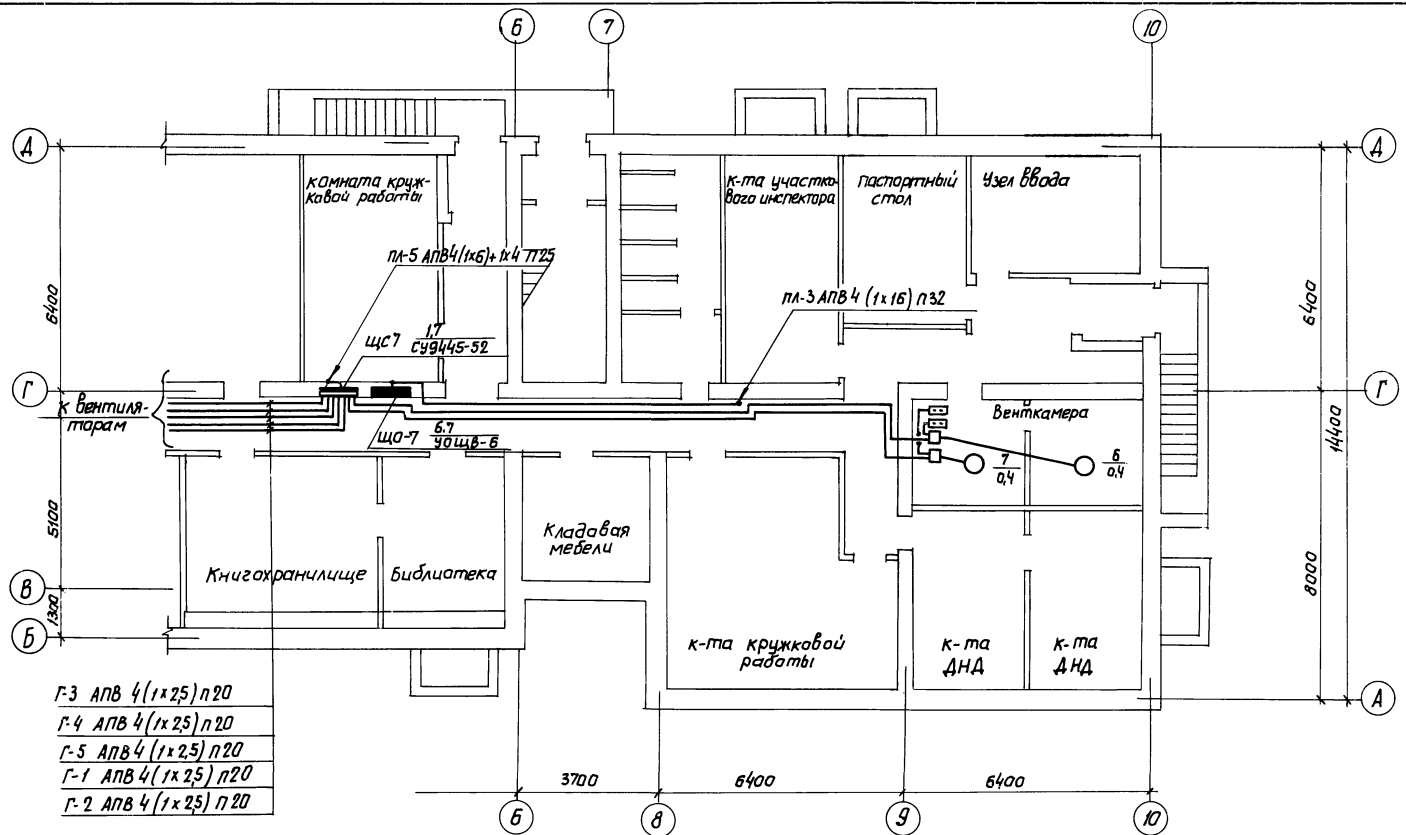 6
7
10
Д
Д
комната круж-
ковой работы
к-та участко-
вого инспектора
паспортный
стол
Узел ввода
пл-5 АПВ4(1х6)+1х4 П25
пл-3 АПВ 4 (1х16) п32
6400
6400
щс7 1,7
СУ9445-52
Г
Г
К вентиля-
торам
Венткамера
14400
що-7 6.7
УОЩВ-6
7
0,4
6
0,4
5100
Кладовая
мебели
Книгохранилище
Библиотека
8000
В
1300
Б
к-та кружковой
работы
к-та
ДНД
к-та
ДНД
А
Г-3 АПВ 4(1х2,5) п20
Г-4 АПВ 4(1х2,5) п20
Г-5 АПВ 4(1х2,5) п20
Г-1 АПВ 4(1х2,5) п20
Г-2 АПВ 4(1х2,5) п20
3700
6400
6400
6
8
9
10